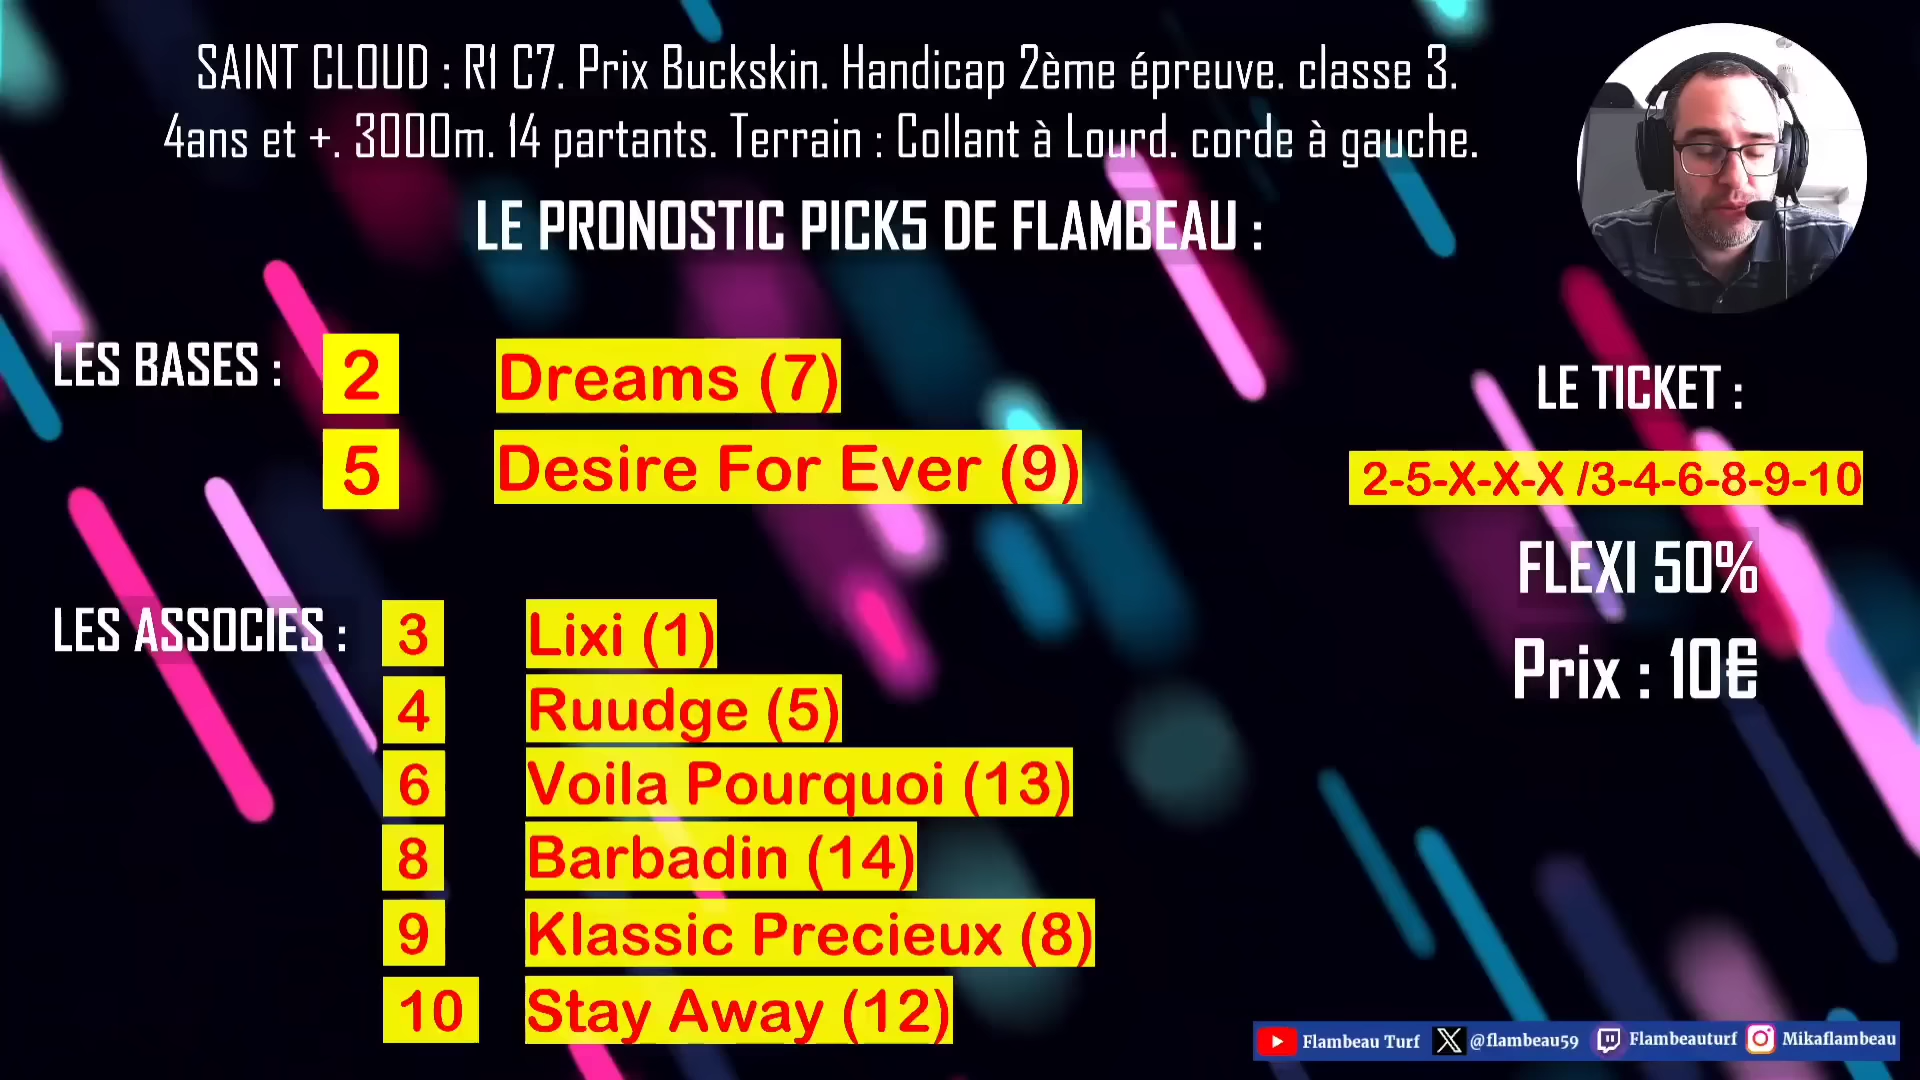 SAINT CLOUD : R1 C7. Prix Buckskin. Handicap 2ème épreuve. classe 3.
4ans et +. 3000m. 14 partants. Terrain : Collant à Lourd. corde à gauche.
LE PRONOSTIC PICK5 DE FLAMBEAU :
LES BASES :
2 Dreams (7)
5 Desire For Ever (9)
LES ASSOCIES :
3 Lixi (1)
4 Ruudge (5)
6 Voila Pourquoi (13)
8 Barbadin (14)
9 Klassic Precieux (8)
10 Stay Away (12)
LE TICKET :
2-5-X-X-X /3-4-6-8-9-10
FLEXI 50%
Prix : 10€
Flambeau Turf @flambeau59 Flambeauturf Mikaflambeau